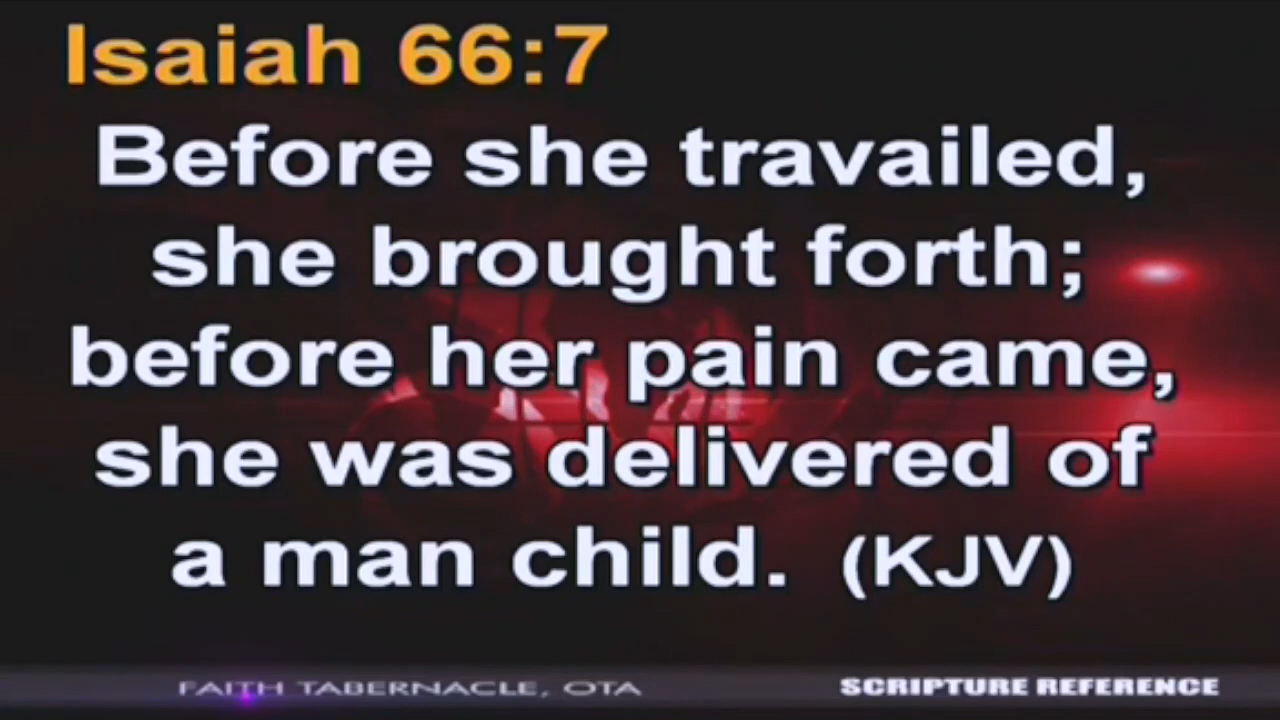 Isaiah 66:7
Before she travailed,
she brought forth;
before her pain came,
she was delivered of
a man child. (KJV)
FAITH TABERNACLE, OTA
SCRIPTURE REFERENCE